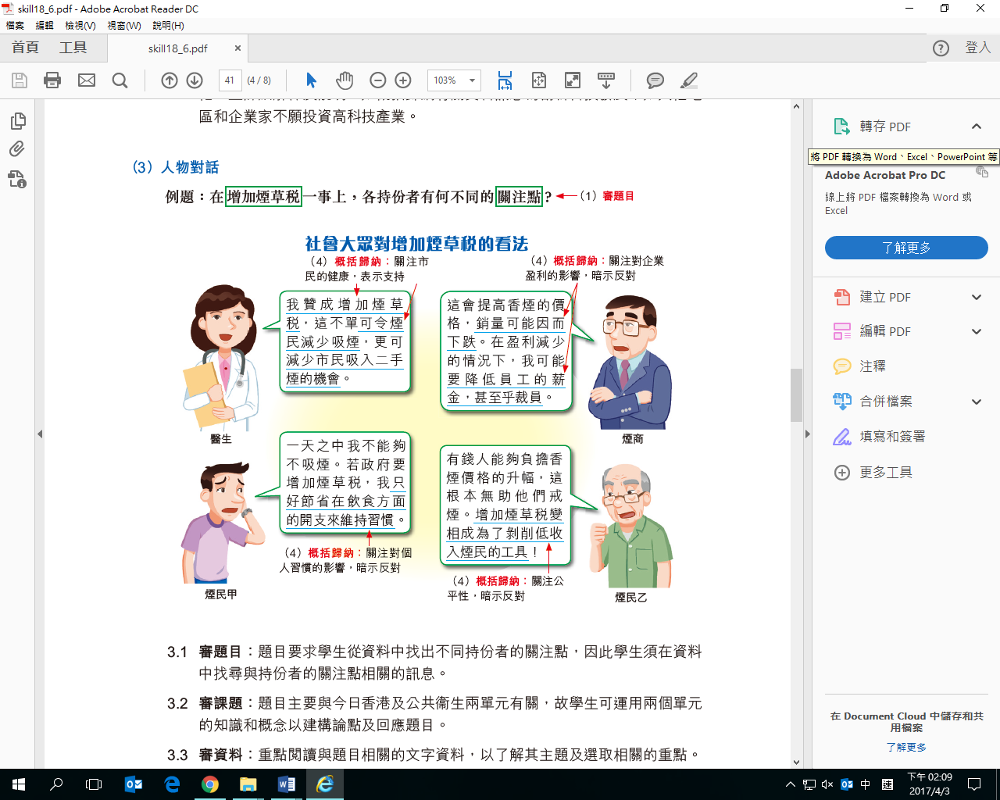 skill18_6.pdf - Adobe Acrobat Reader DC
檔案 編輯 檢視(V) 視窗(W) 說明(H)
首頁 工具 skill18_6.pdf × ? 登入
41 (4 / 8) 103%
區和企業家不願投資高科技產業。
(3) 人物對話
例題：在增加煙草税一事上，各持份者有何不同的關注點？ (1) 審題目
社會大眾對增加煙草税的看法
(4) 概括歸納：關注市
民的健康，表示支持
(4) 概括歸納：關注對企業
盈利的影響，暗示反對
我贊成增加煙草
税，這不單可令煙
民減少吸煙，更可
減少市民吸入二手
煙的機會。
醫生
這會提高香煙的價
格，銷量可能因而
下跌。在盈利減少
的情況下，我可能
要降低員工的薪
金，甚至乎裁員。
煙商
一天之中我不能夠
不吸煙。若政府要
增加煙草税，我只
好節省在飲食方面
的開支來維持習慣。
(4) 概括歸納：關注對個
人習慣的影響，暗示反對
煙民甲
有錢人能夠負擔香
煙價格的升幅，這
根本無助他們戒
煙。增加煙草税變
相成為了剝削低收
入煙民的工具！
(4) 概括歸納：關注公
平性，暗示反對
煙民乙
3.1 審題目：題目要求學生從資料中找出不同持份者的關注點，因此學生須在資料
中找尋與持份者的關注點相關的訊息。
3.2 審課題：題目主要與今日香港及公共衞生兩單元有關，故學生可運用兩個單元
的知識和概念以建構論點及回應題目。
3.3 審資料：重點閱讀與題目相關的文字資料，以了解其主題及選取相關的重點。
轉存 PDF
將 PDF 轉換為 Word、Excel、PowerPoint 等
Adobe Acrobat Pro DC
線上將 PDF 檔案轉換為 Word 或
Excel
了解更多
建立 PDF
編輯 PDF
注釋
合併檔案
填寫和簽署
更多工具
在 Document Cloud 中儲存和共
用檔案
了解更多
中 速 下午 02:09
2017/4/3